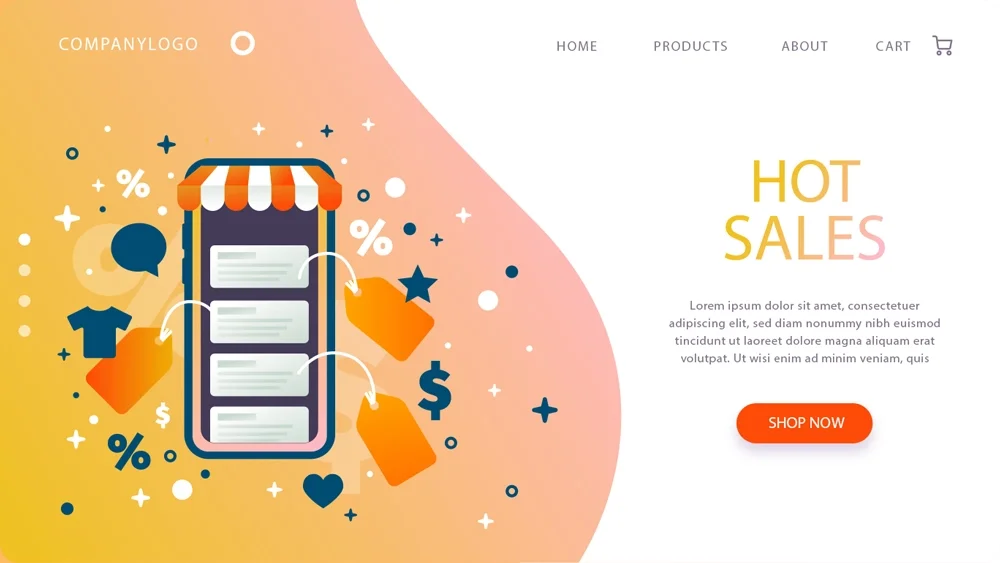 COMPANYLOGO
HOME PRODUCTS ABOUT CART
%
%
$
$
%
HOT
SALES
Lorem ipsum dolor sit amet, consectetuer
adipiscing elit, sed diam nonummy nibh euismod
tincidunt ut laoreet dolore magna aliquam erat
volutpat. Ut wisi enim ad minim veniam, quis
SHOP NOW